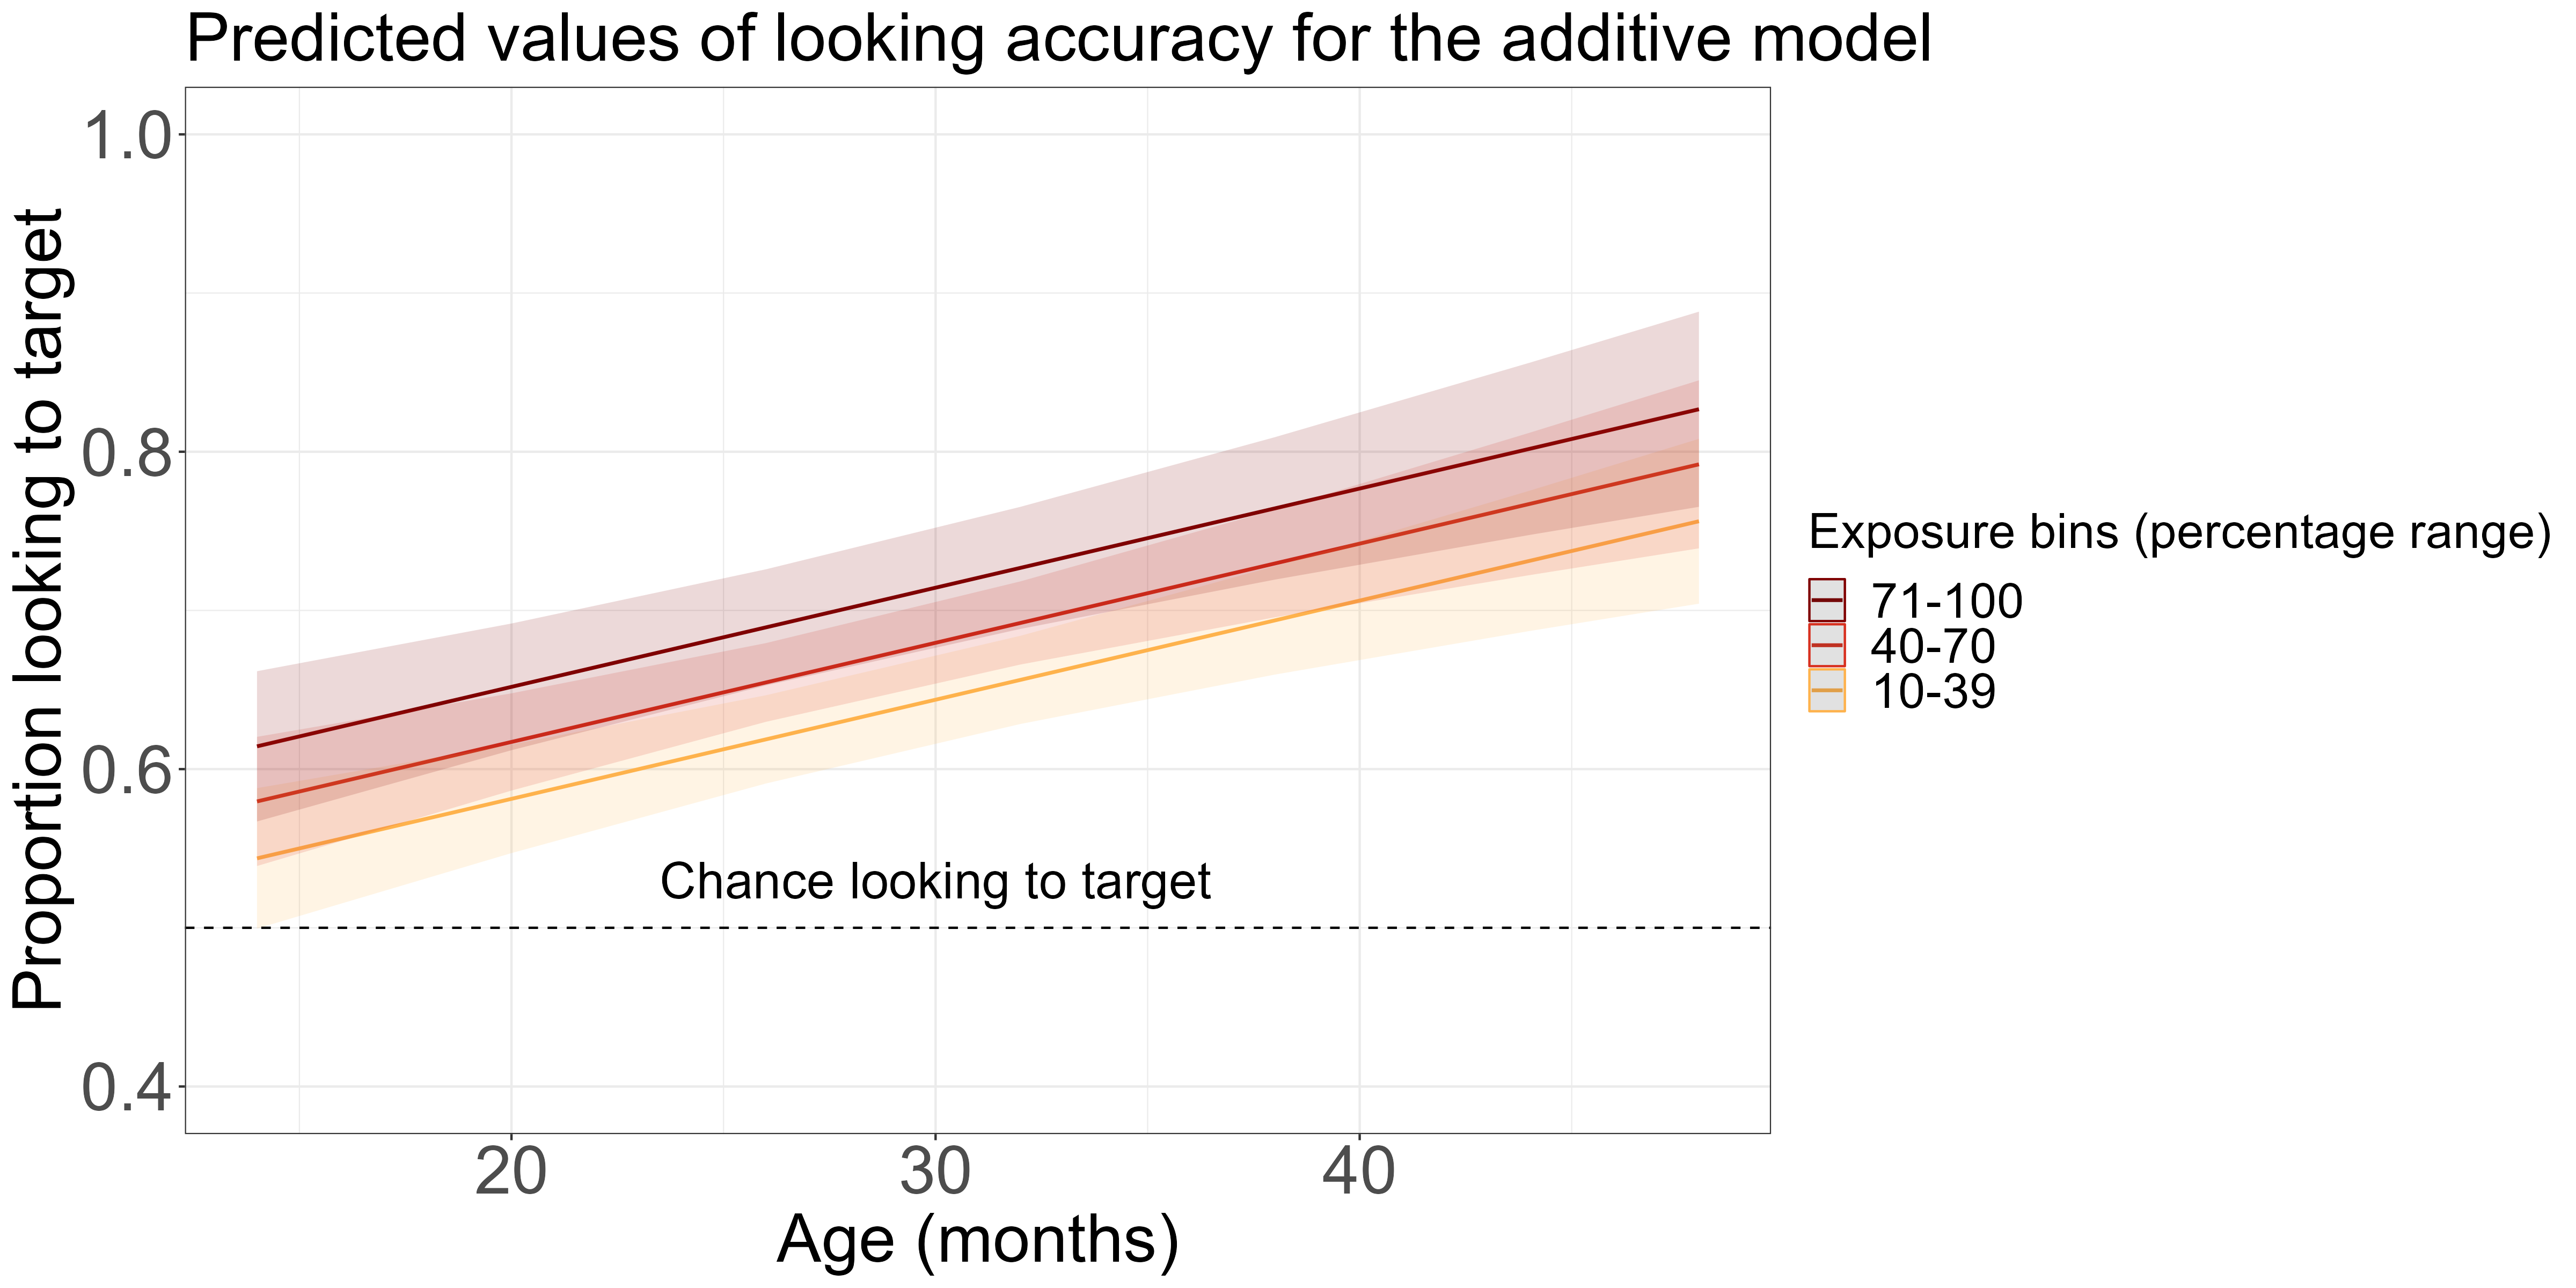 Predicted values of looking accuracy for the additive model
Proportion looking to target
1.0
0.8
0.6
0.4
Chance looking to target
20
30
40
Age (months)
Exposure bins (percentage range)
71-100
40-70
10-39